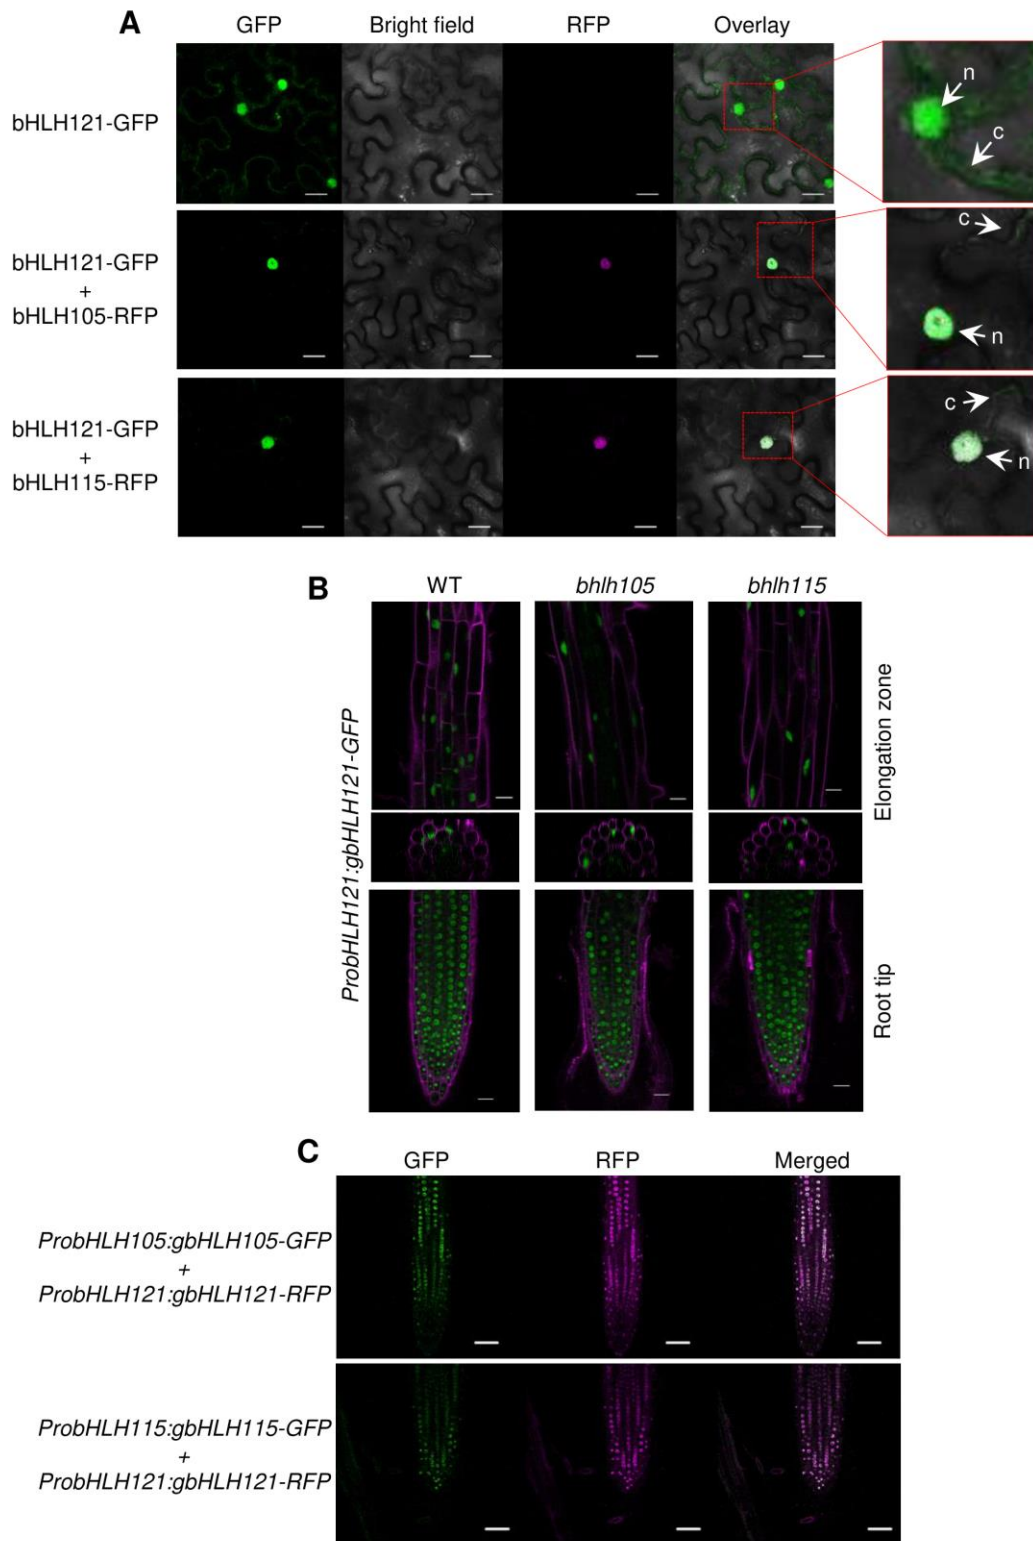 A
GFP Bright field RFP Overlay
bHLH121-GFP
n
c
bHLH121-GFP
+
bHLH105-RFP
c
n
bHLH121-GFP
+
bHLH115-RFP
c
n
B
WT bhlh105 bhlh115
ProbHLH121:gbHLH121-GFP
Elongation zone
Root tip
C
GFP RFP Merged
ProbHLH105:gbHLH105-GFP
+
ProbHLH121:gbHLH121-RFP
ProbHLH115:gbHLH115-GFP
+
ProbHLH121:gbHLH121-RFP